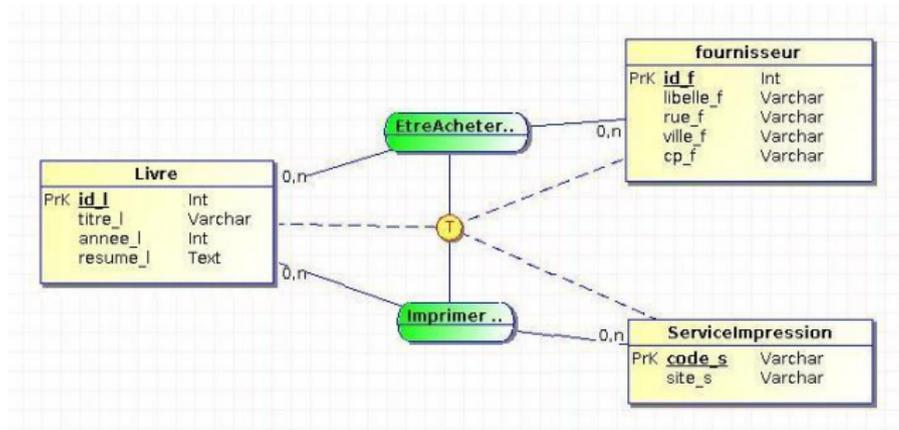 fournisseur
PrK id_f Int
libelle_f Varchar
rue_f Varchar
ville_f Varchar
cp_f Varchar
EtreAcheter..
0,n
0,n
Livre
PrK id_l Int
titre_l Varchar
annee_l Int
resume_l Text
T
0,n
Imprimer ..
0,n
ServiceImpression
PrK code_s Varchar
site_s Varchar